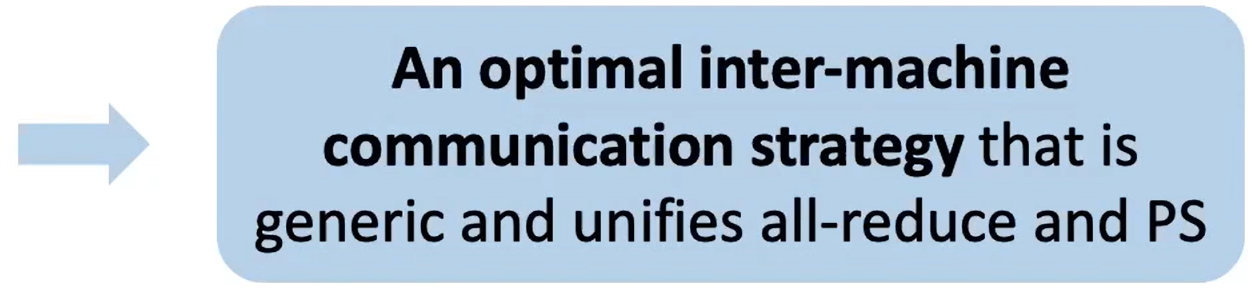 An optimal inter-machine
communication strategy that is
generic and unifies all-reduce and PS